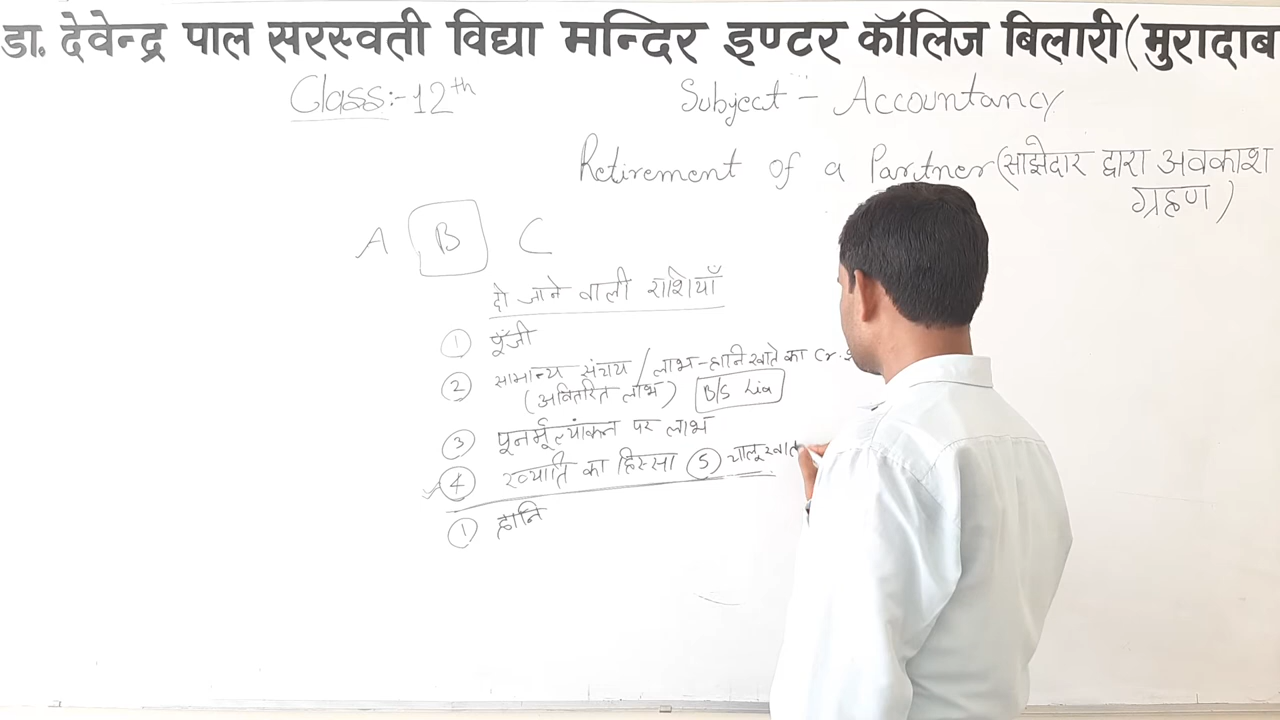 डा. देवेन्द्र पाल सरस्वती विद्या मन्दिर इण्टर कॉलिज बिलारी (मुरादाब
Class:- 12th Subject - Accountancy
Retirement of a Partner (साझेदार द्वारा अवकाश ग्रहण)
A B C
दी जाने वाली राशियाँ
① पूँजी
② सामान्य संचय / लाभ-हानि खाते का Cr.
(अवितरित लाभ) B/S Lia
③ पूनर्मूल्यांकन पर लाभ
④ ख्याति का हिस्सा ⑤ चालू खात
① हानि